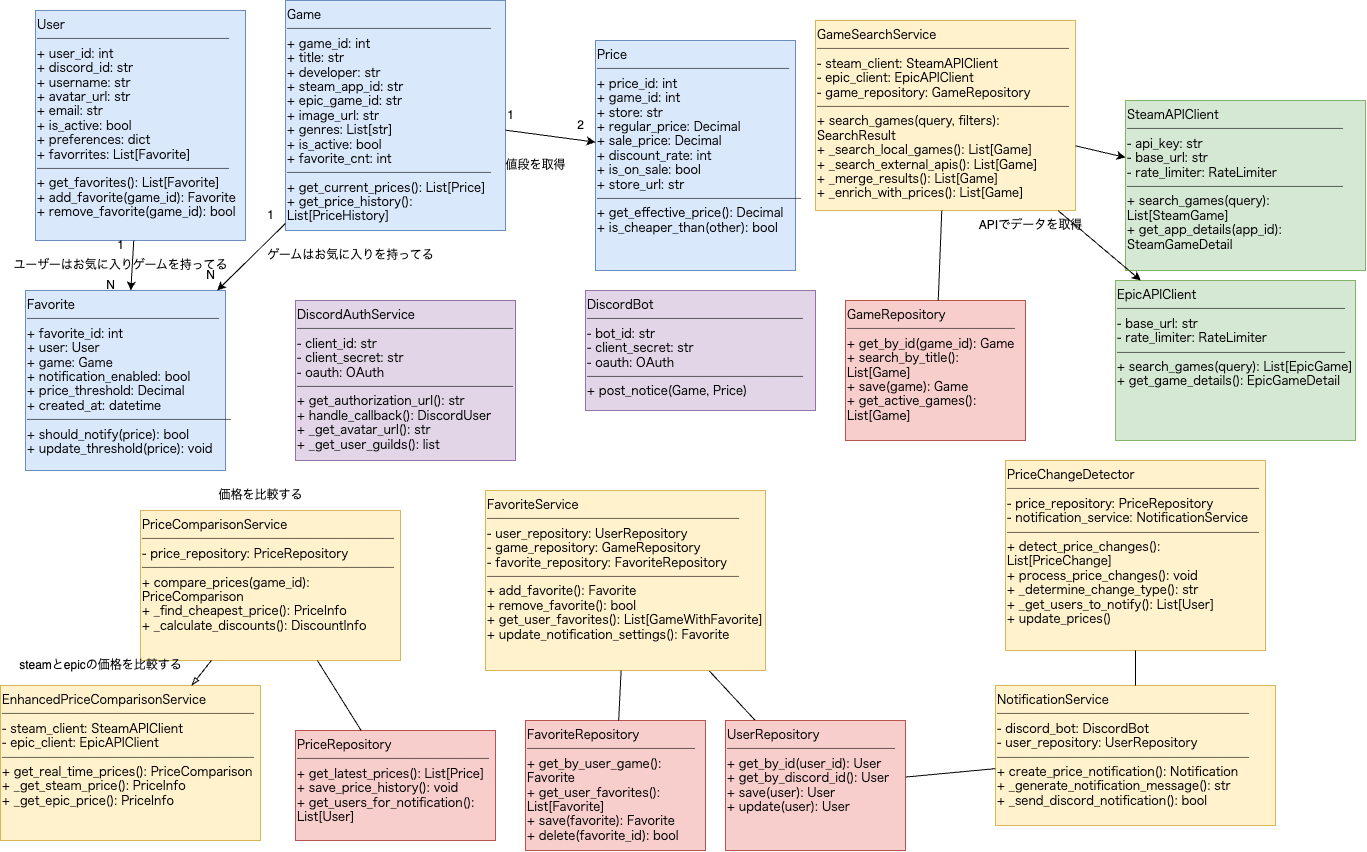 User
+ user_id: int
+ discord_id: str
+ username: str
+ avatar_url: str
+ email: str
+ is_active: bool
+ preferences: dict
+ favorrites: List[Favorite]
+ get_favorites(): List[Favorite]
+ add_favorite(game_id): Favorite
+ remove_favorite(game_id): bool
Game
+ game_id: int
+ title: str
+ developer: str
+ steam_app_id: str
+ epic_game_id: str
+ image_url: str
+ genres: List[str]
+ is_active: bool
+ favorite_cnt: int
+ get_current_prices(): List[Price]
+ get_price_history():
List[PriceHistory]
1
2
値段を取得
Price
+ price_id: int
+ game_id: int
+ store: str
+ regular_price: Decimal
+ sale_price: Decimal
+ discount_rate: int
+ is_on_sale: bool
+ store_url: str
+ get_effective_price(): Decimal
+ is_cheaper_than(other): bool
GameSearchService
- steam_client: SteamAPIClient
- epic_client: EpicAPIClient
- game_repository: GameRepository
+ search_games(query, filters):
SearchResult
+ _search_local_games(): List[Game]
+ _search_external_apis(): List[Game]
+ _merge_results(): List[Game]
+ _enrich_with_prices(): List[Game]
SteamAPIClient
- api_key: str
- base_url: str
- rate_limiter: RateLimiter
+ search_games(query):
List[SteamGame]
+ get_app_details(app_id):
SteamGameDetail
APIでデータを取得
1
ユーザーはお気に入りゲームを持ってる
N
1
ゲームはお気に入りを持ってる
N
Favorite
+ favorite_id: int
+ user: User
+ game: Game
+ notification_enabled: bool
+ price_threshold: Decimal
+ created_at: datetime
+ should_notify(price): bool
+ update_threshold(price): void
DiscordAuthService
- client_id: str
- client_secret: str
- oauth: OAuth
+ get_authorization_url(): str
+ handle_callback(): DiscordUser
+ _get_avatar_url(): str
+ _get_user_guilds(): list
DiscordBot
- bot_id: str
- client_secret: str
- oauth: OAuth
+ post_notice(Game, Price)
GameRepository
+ get_by_id(game_id): Game
+ search_by_title():
List[Game]
+ save(game): Game
+ get_active_games():
List[Game]
EpicAPIClient
- base_url: str
- rate_limiter: RateLimiter
+ search_games(query): List[EpicGame]
+ get_game_details(): EpicGameDetail
価格を比較する
PriceComparisonService
- price_repository: PriceRepository
+ compare_prices(game_id):
PriceComparison
+ _find_cheapest_price(): PriceInfo
+ _calculate_discounts(): DiscountInfo
FavoriteService
- user_repository: UserRepository
- game_repository: GameRepository
- favorite_repository: FavoriteRepository
+ add_favorite(): Favorite
+ remove_favorite(): bool
+ get_user_favorites(): List[GameWithFavorite]
+ update_notification_settings(): Favorite
PriceChangeDetector
- price_repository: PriceRepository
- notification_service: NotificationService
+ detect_price_changes():
List[PriceChange]
+ process_price_changes(): void
+ _determine_change_type(): str
+ _get_users_to_notify(): List[User]
+ update_prices()
steamとepicの価格を比較する
EnhancedPriceComparisonService
- steam_client: SteamAPIClient
- epic_client: EpicAPIClient
+ get_real_time_prices(): PriceComparison
+ _get_steam_price(): PriceInfo
+ _get_epic_price(): PriceInfo
PriceRepository
+ get_latest_prices(): List[Price]
+ save_price_history(): void
+ get_users_for_notification():
List[User]
FavoriteRepository
+ get_by_user_game():
Favorite
+ get_user_favorites():
List[Favorite]
+ save(favorite): Favorite
+ delete(favorite_id): bool
UserRepository
+ get_by_id(user_id): User
+ get_by_discord_id(): User
+ save(user): User
+ update(user): User
NotificationService
- discord_bot: DiscordBot
- user_repository: UserRepository
+ create_price_notification(): Notification
+ _generate_notification_message(): str
+ _send_discord_notification(): bool